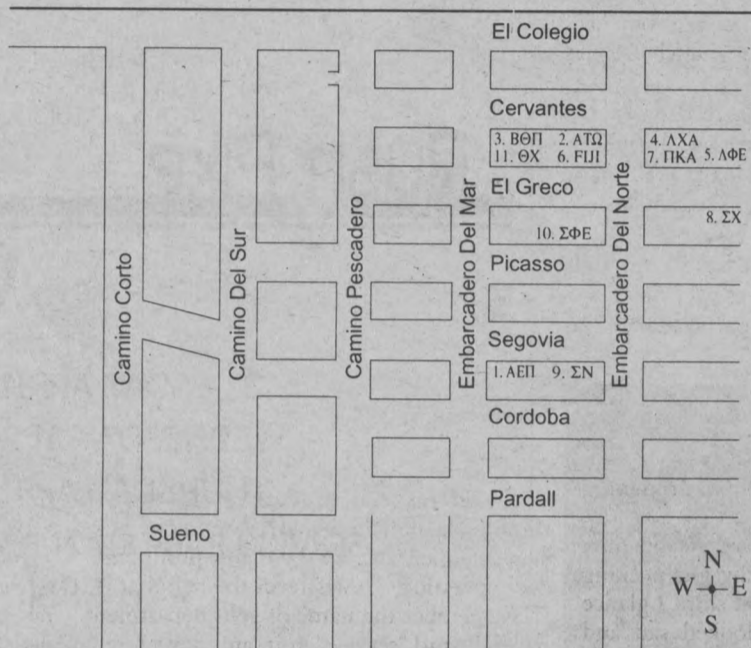 El Colegio
Cervantes
3. ΒΘΠ 2. ΑΤΩ
11. ΘΧ 6. FIJI
4. ΛΧΑ
7. ΠΚΑ 5. ΛΦΕ
El Greco
8. ΣΧ
10. ΣΦΕ
Picasso
Segovia
1. ΑΕΠ 9. ΣΝ
Cordoba
Pardall
Sueno
Camino Corto
Camino Del Sur
Camino Pescadero
Embarcadero Del Mar
Embarcadero Del Norte
N
W E
S